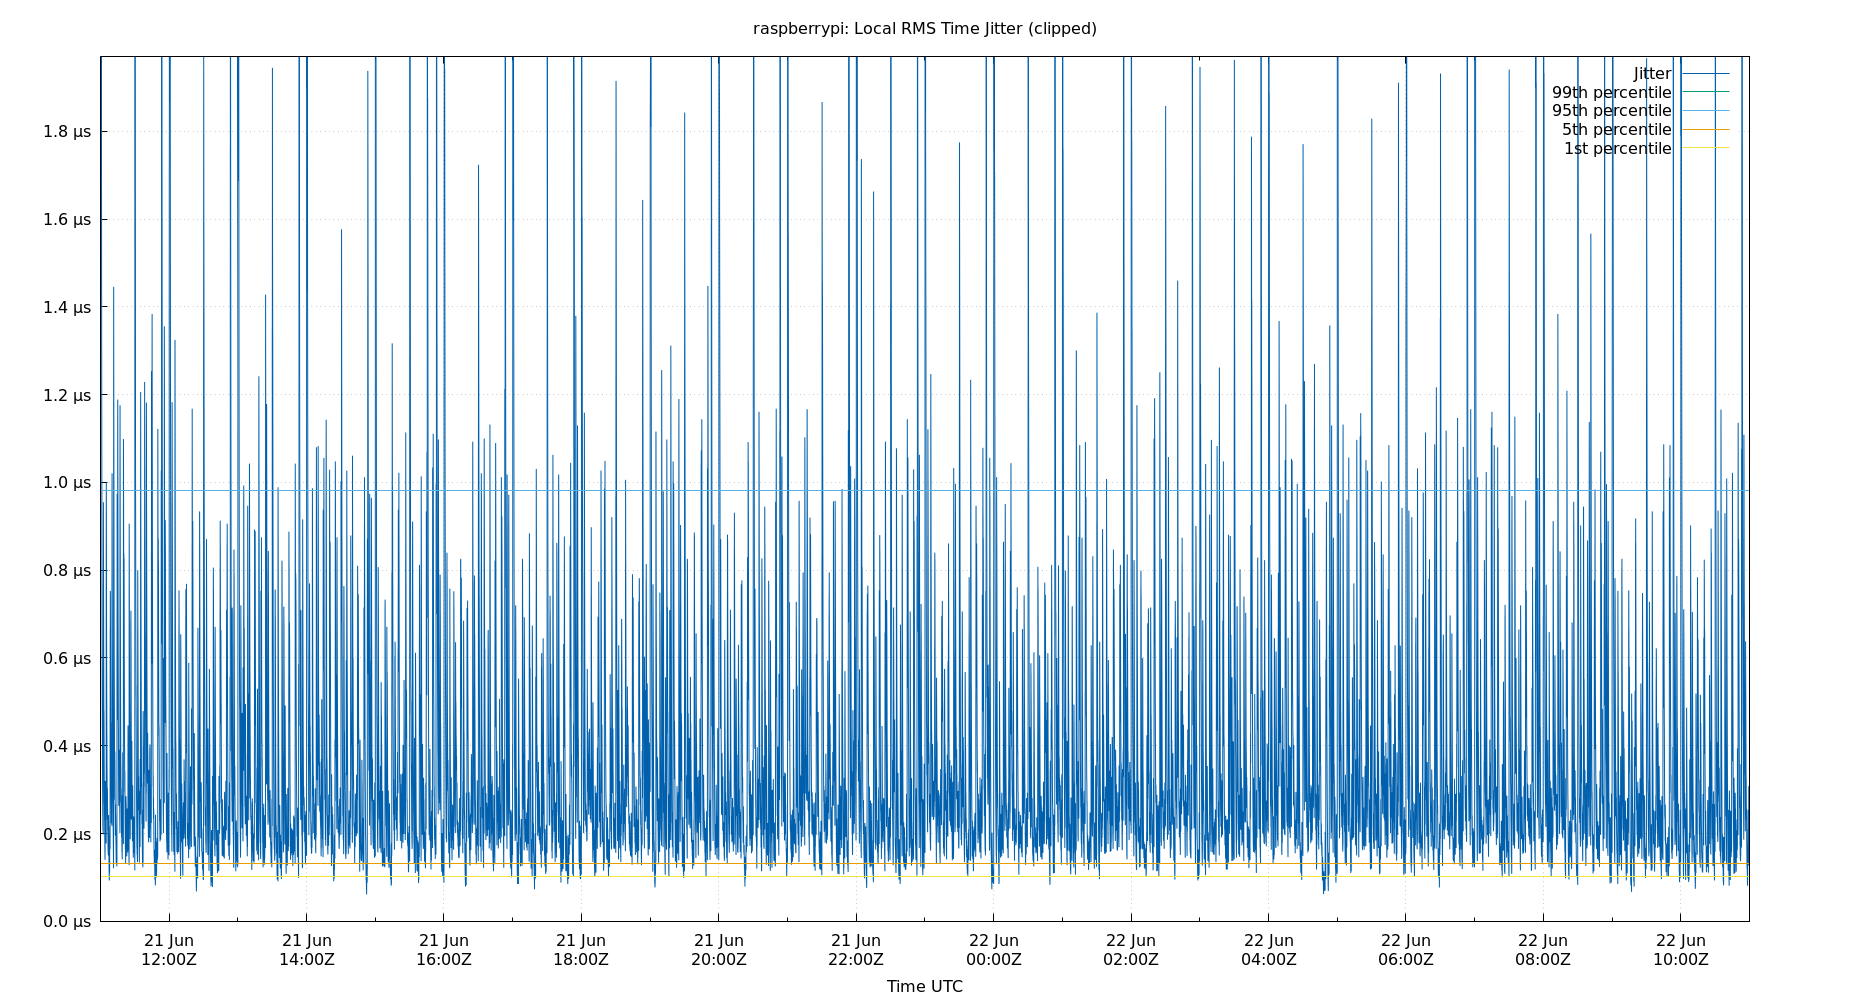 raspberrypi: Local RMS Time Jitter (clipped)
Jitter
99th percentile
95th percentile
5th percentile
1st percentile
1.8 µs
1.6 µs
1.4 µs
1.2 µs
1.0 µs
0.8 µs
0.6 µs
0.4 µs
0.2 µs
0.0 µs
21 Jun 21 Jun 21 Jun 21 Jun 21 Jun 21 Jun 22 Jun 22 Jun 22 Jun 22 Jun 22 Jun 22 Jun
12:00Z 14:00Z 16:00Z 18:00Z 20:00Z 22:00Z 00:00Z 02:00Z 04:00Z 06:00Z 08:00Z 10:00Z
Time UTC